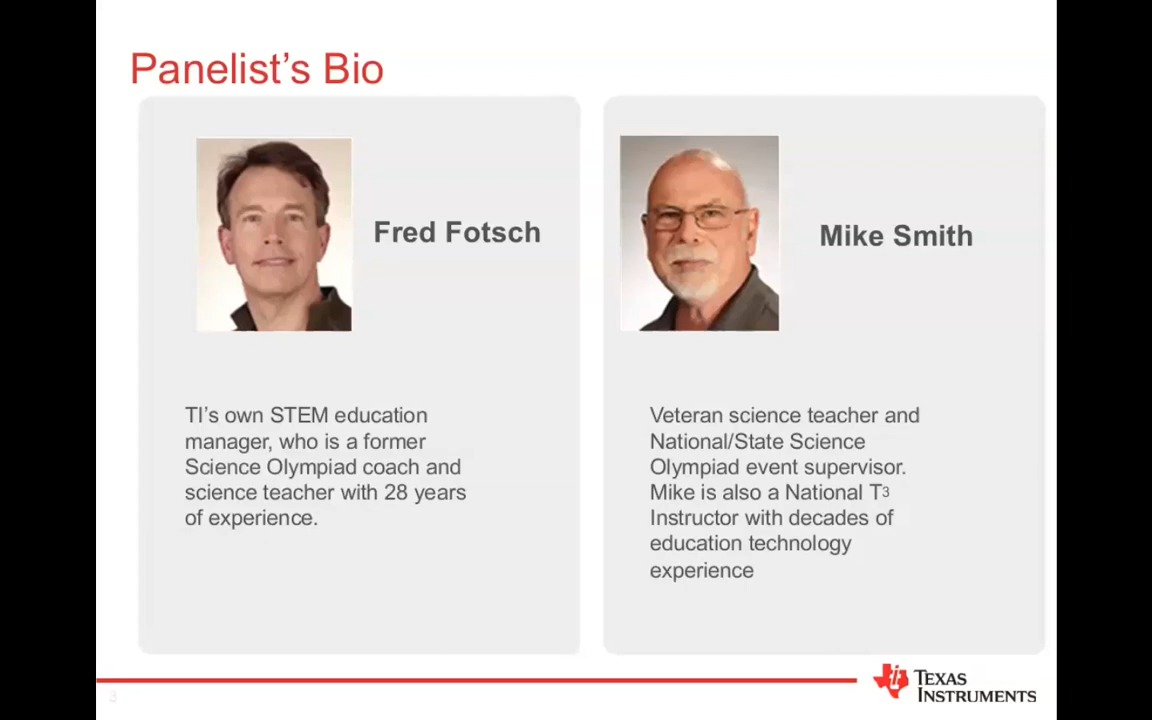 Panelist’s Bio
Fred Fotsch
TI’s own STEM education
manager, who is a former
Science Olympiad coach and
science teacher with 28 years
of experience.
Mike Smith
Veteran science teacher and
National/State Science
Olympiad event supervisor.
Mike is also a National T3
Instructor with decades of
education technology
experience
3
TEXAS
INSTRUMENTS